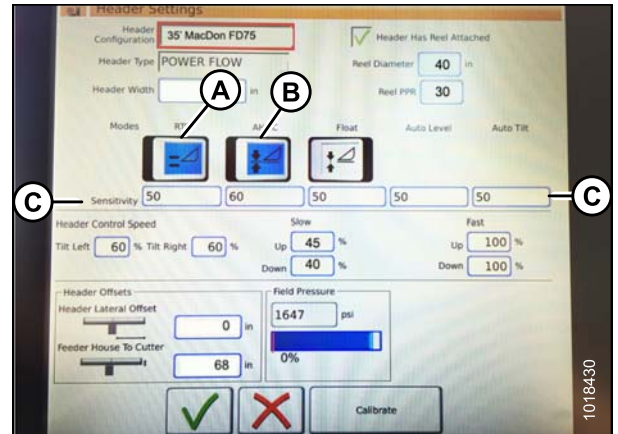 Header Settings
Header Configuration 35' MacDon FD75 Header Has Reel Attached
Header Type POWER FLOW Reel Diameter 40 in
Header Width in Reel PPR 30
A B
Modes Float Auto Level Auto Tilt
C Sensitivity 50 60 50 50 50 C
Header Control Speed Slow Fast
Tilt Left 60 % Tilt Right 60 % Up 45 % Up 100 %
Down 40 % Down 100 %
Header Offsets Field Pressure
Header Lateral Offset 1647 psi
0 in
Feeder House To Cutter 0%
68 in
Calibrate
1018430